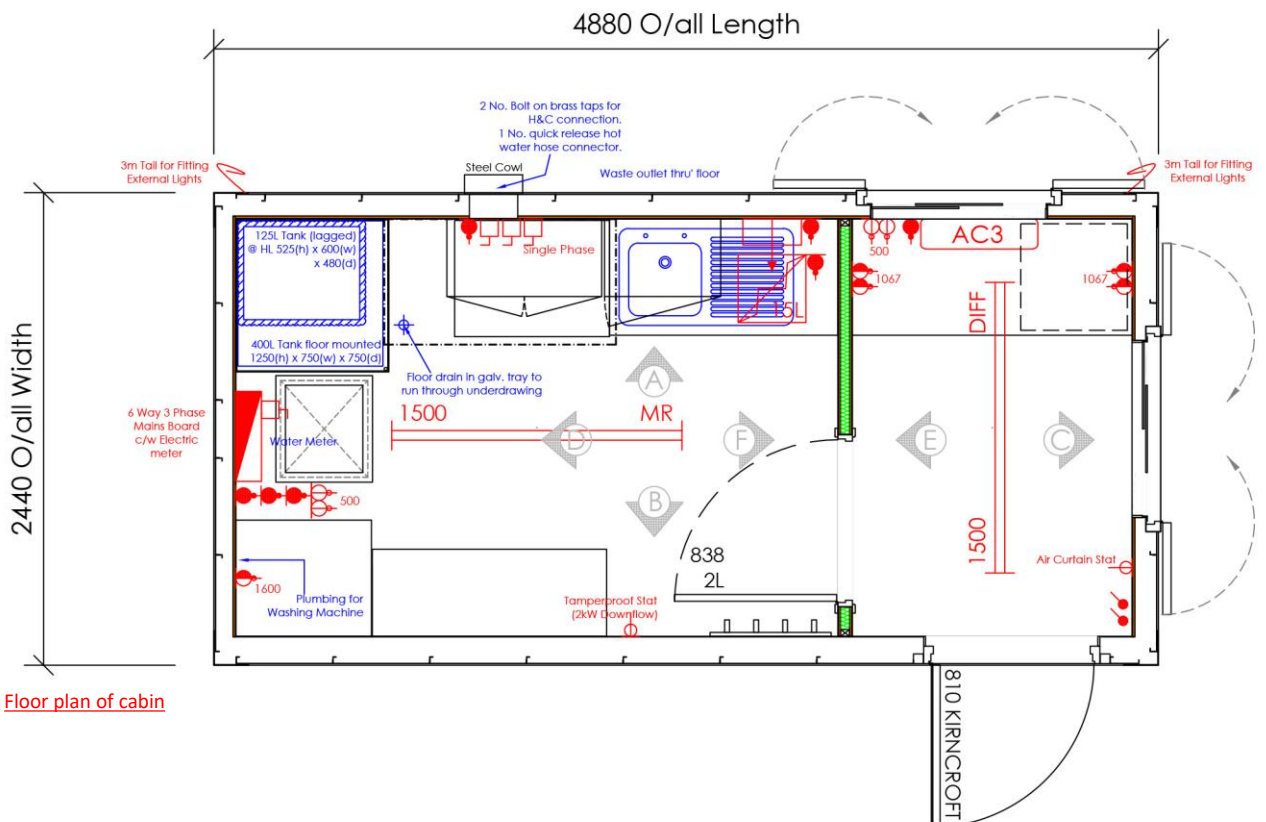 4880 O/all Length
2 No. Bolt on brass taps for
H&C connection.
1 No. quick release hot
water hose connector.
3m Tail for Fitting
External Lights
Steel Cowl
Waste outlet thru' floor
3m Tail for Fitting
External Lights
125L Tank (lagged)
@ HL 525(h) x 600(w)
x 480(d)
Single Phase
500
AC3
1067
1067
15L
DIFF
400L Tank floor mounted
1250(h) x 750(w) x 750(d)
Floor drain in galv. tray to
run through underdrawing
2440 O/all Width
6 Way 3 Phase
Mains Board
c/w Electric
meter
Water Meter
1500
MR
A
D
F
E
C
B
500
1500
838
2L
Air Curtain Stat
1600
Plumbing for
Washing Machine
Tamperproof Stat
(2kW Downflow)
810 KIRNCROFT
Floor plan of cabin